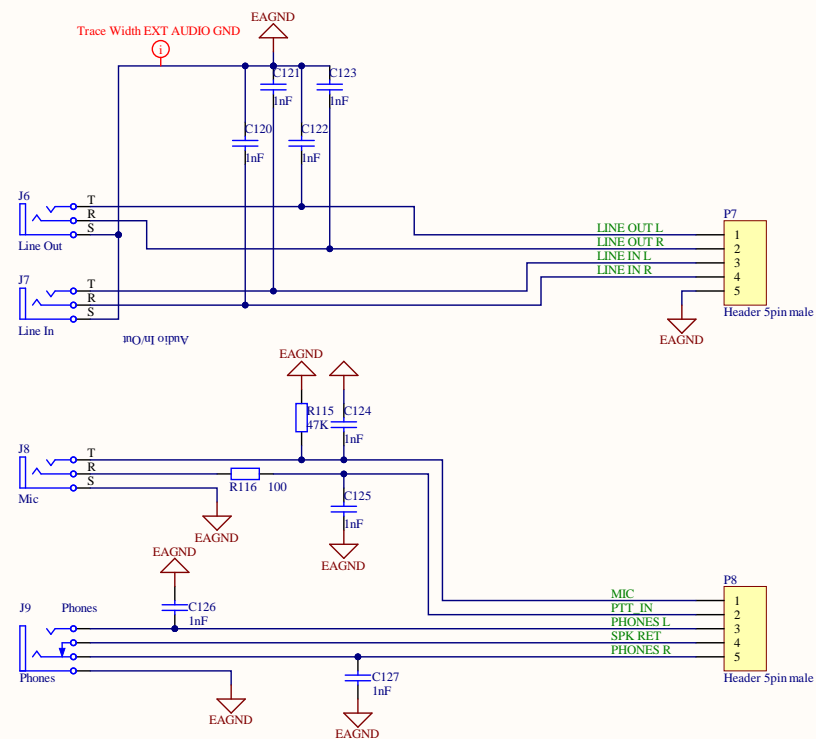 EAGND
Trace Width EXT AUDIO GND
i
C121
1nF
C123
1nF
C120
1nF
C122
1nF
J6
T
R
S
Line Out
P7
LINE OUT L
1
LINE OUT R
2
LINE IN L
3
LINE IN R
4
5
Header 5pin male
EAGND
J7
T
R
S
Line In
Audio In/Out
EAGND
R115
47K
C124
1nF
J8
T
R
S
Mic
R116
100
C125
1nF
EAGND
EAGND
EAGND
C126
1nF
J9
Phones
Phones
P8
MIC
1
PTT_IN
2
PHONES L
3
SPK RET
4
PHONES R
5
Header 5pin male
C127
1nF
EAGND
EAGND